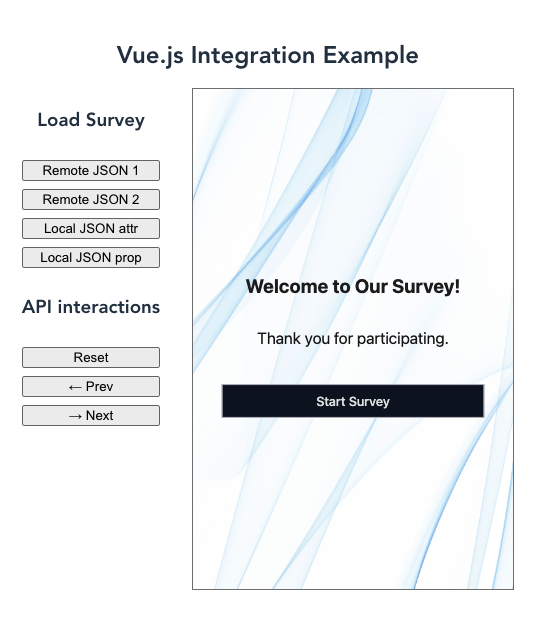 Vue.js Integration Example
Load Survey
Remote JSON 1
Remote JSON 2
Local JSON attr
Local JSON prop
API interactions
Reset
← Prev
→ Next
Welcome to Our Survey!
Thank you for participating.
Start Survey